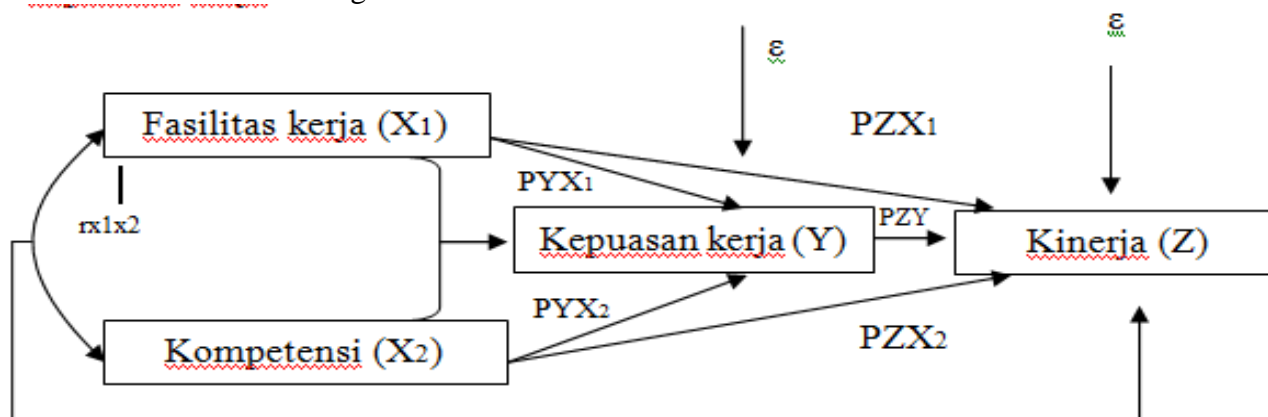 ε
ε
Fasilitas kerja (X1)
PZX1
PYX1
rx1x2
PZY
Kepuasan kerja (Y)
Kinerja (Z)
PYX2
Kompetensi (X2)
PZX2